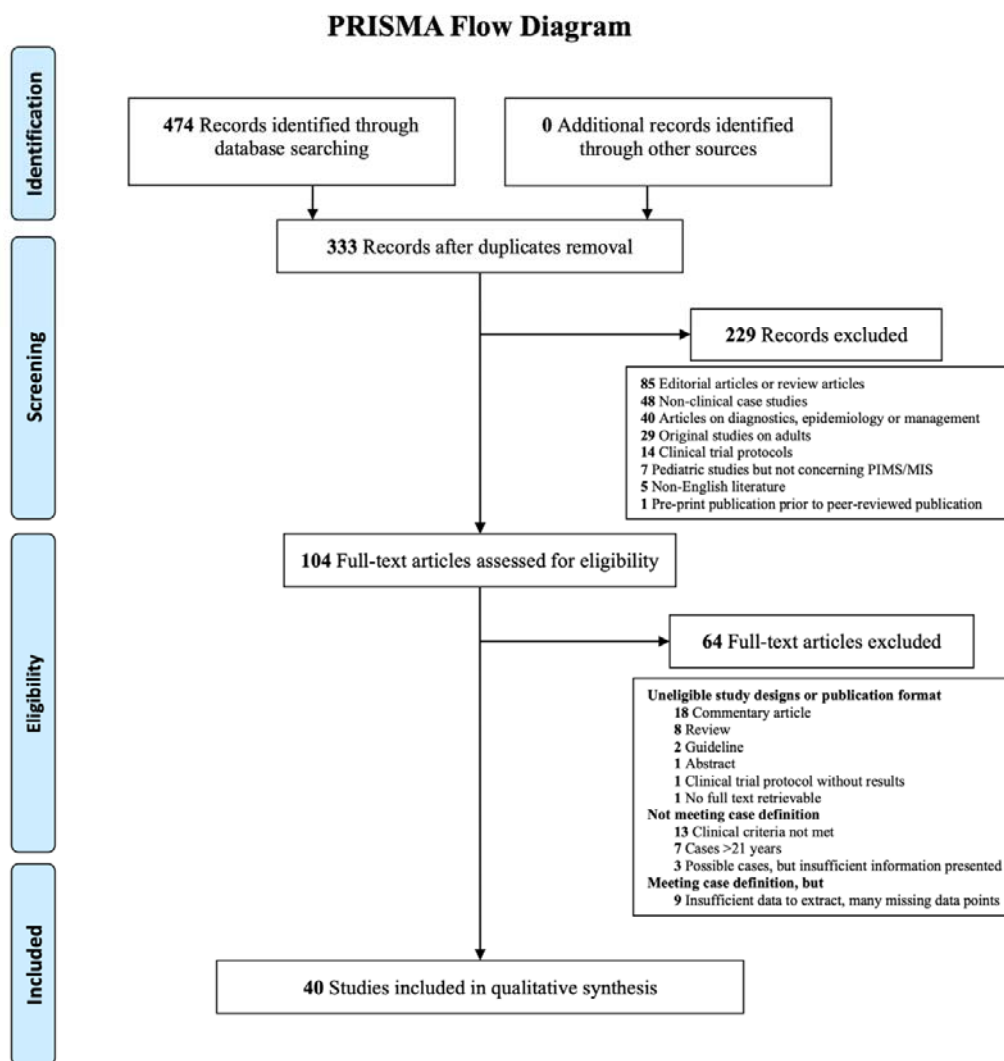 PRISMA Flow Diagram
Identification
474 Records identified through
database searching
0 Additional records identified
through other sources
333 Records after duplicates removal
Screening
229 Records excluded
85 Editorial articles or review articles
48 Non-clinical case studies
40 Articles on diagnostics, epidemiology or management
29 Original studies on adults
14 Clinical trial protocols
7 Pediatric studies but not concerning PIMS/MIS
5 Non-English literature
1 Pre-print publication prior to peer-reviewed publication
Eligibility
104 Full-text articles assessed for eligibility
64 Full-text articles excluded
Uneligible study designs or publication format
18 Commentary article
8 Review
2 Guideline
1 Abstract
1 Clinical trial protocol without results
1 No full text retrievable
Not meeting case definition
13 Clinical criteria not met
7 Cases >21 years
3 Possible cases, but insufficient information presented
Meeting case definition, but
9 Insufficient data to extract, many missing data points
Included
40 Studies included in qualitative synthesis